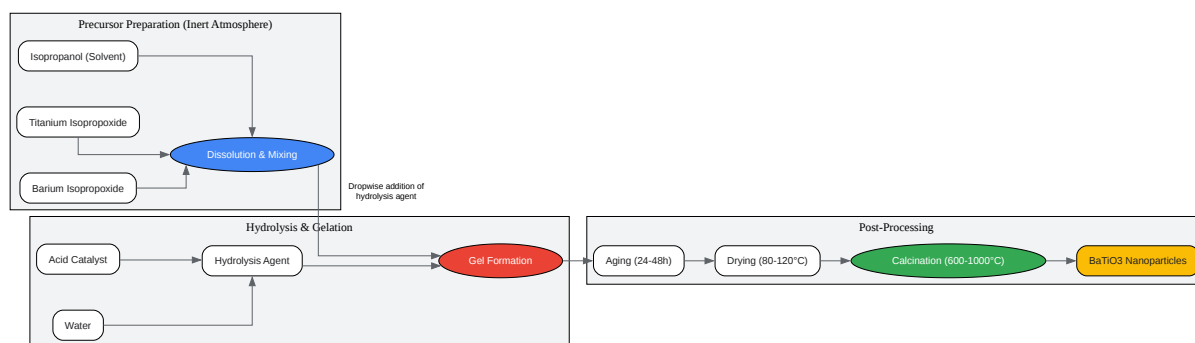 Precursor Preparation (Inert Atmosphere)
Isopropanol (Solvent)
Titanium Isopropoxide
Dissolution & Mixing
Barium Isopropoxide
Dropwise addition of
hydrolysis agent
Hydrolysis & Gelation
Acid Catalyst
Hydrolysis Agent
Gel Formation
Water
Post-Processing
Aging (24-48h)
Drying (80-120°C)
Calcination (600-1000°C)
BaTiO3 Nanoparticles